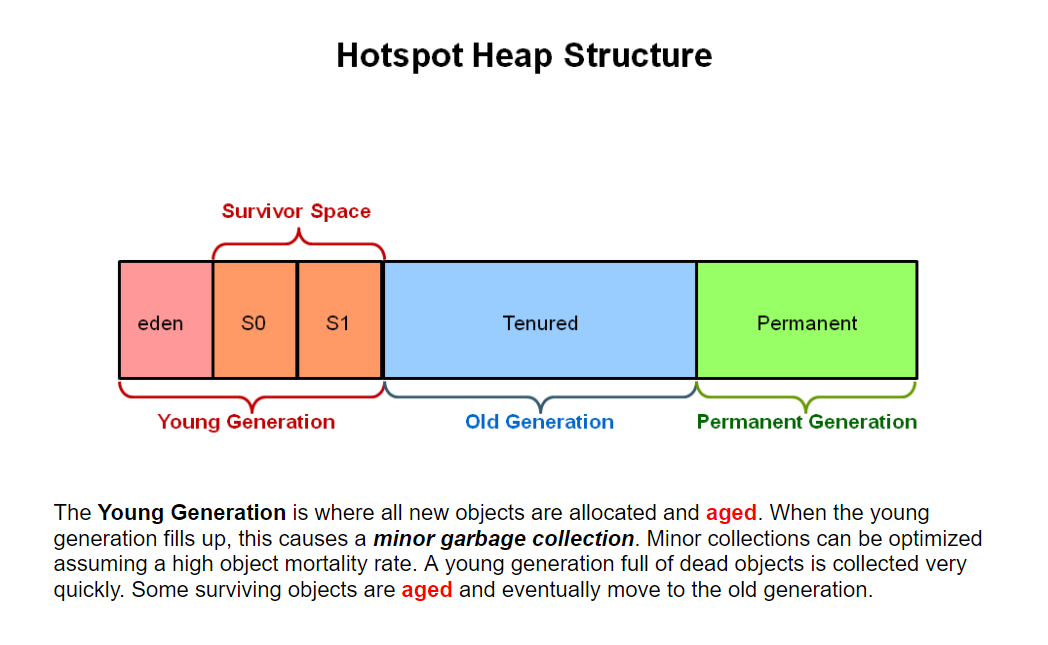 Hotspot Heap Structure
Survivor Space
eden S0 S1 Tenured Permanent
Young Generation Old Generation Permanent Generation
The Young Generation is where all new objects are allocated and aged. When the young
generation fills up, this causes a minor garbage collection. Minor collections can be optimized
assuming a high object mortality rate. A young generation full of dead objects is collected very
quickly. Some surviving objects are aged and eventually move to the old generation.